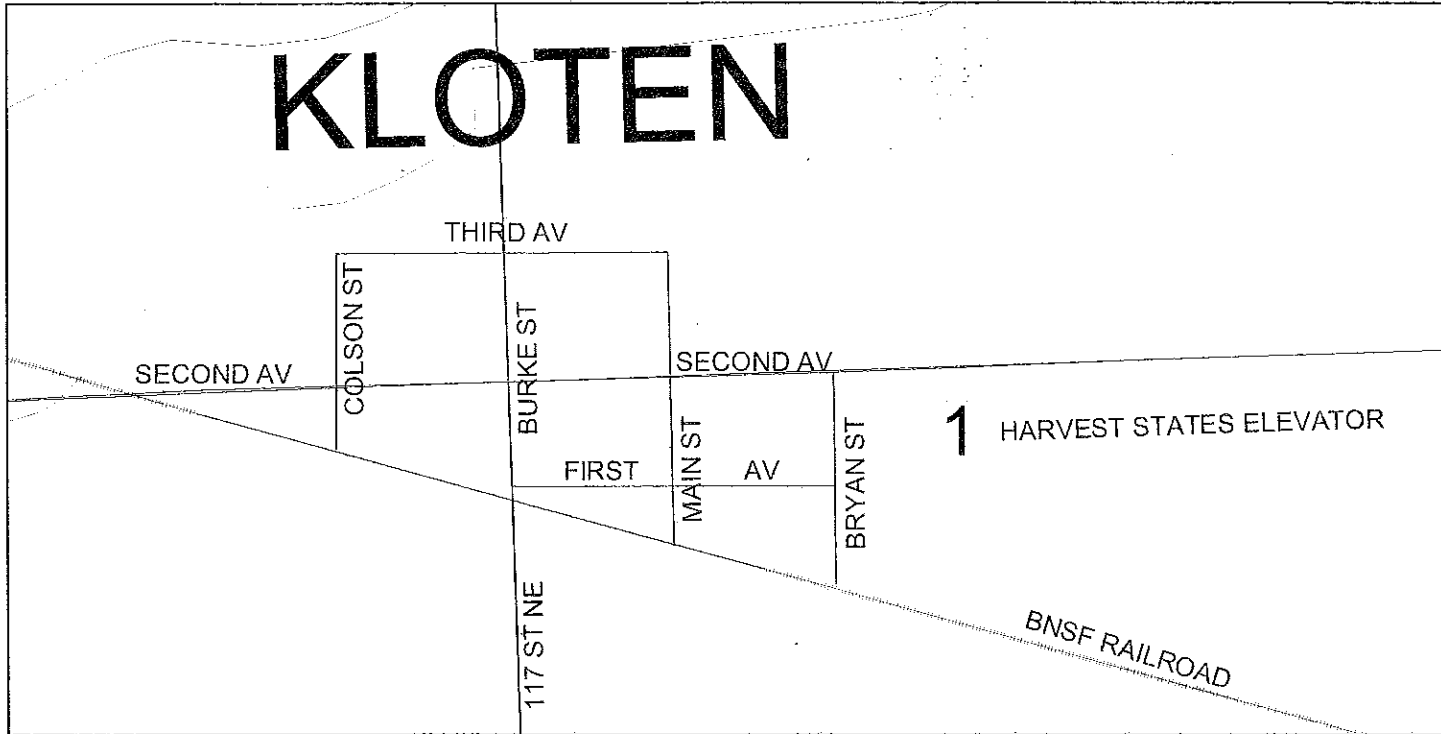 KLOTEN
THIRD AV
COLSON ST
BURKE ST
SECOND AV
SECOND AV
1 HARVEST STATES ELEVATOR
FIRST AV
MAIN ST
BRYAN ST
117 ST NE
BNSF RAILROAD